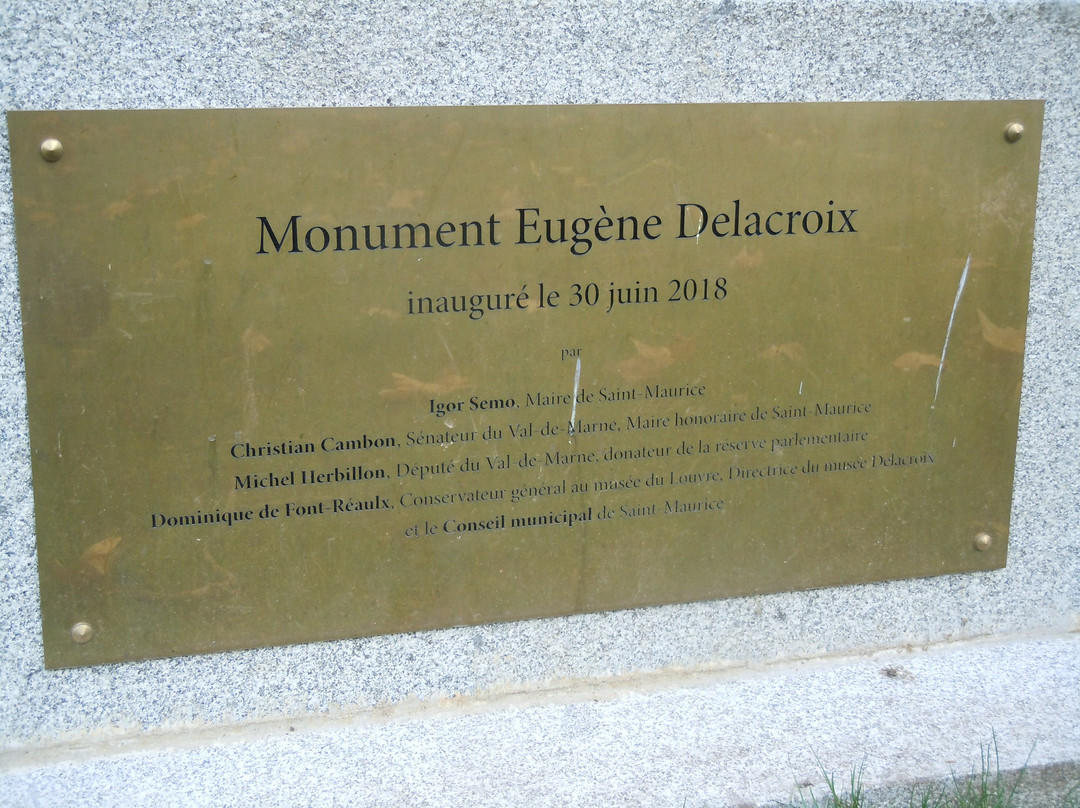 Monument Eugène Delacroix
inauguré le 30 juin 2018
par
Igor Semo, Maire de Saint-Maurice
Christian Cambon, Sénateur du Val-de-Marne, Maire honoraire de Saint-Maurice
Michel Herbillon, Député du Val-de-Marne, donateur de la réserve parlementaire
Dominique de Font-Réaulx, Conservateur général au musée du Louvre, Directrice du musée Delacroix
et le Conseil municipal de Saint-Maurice